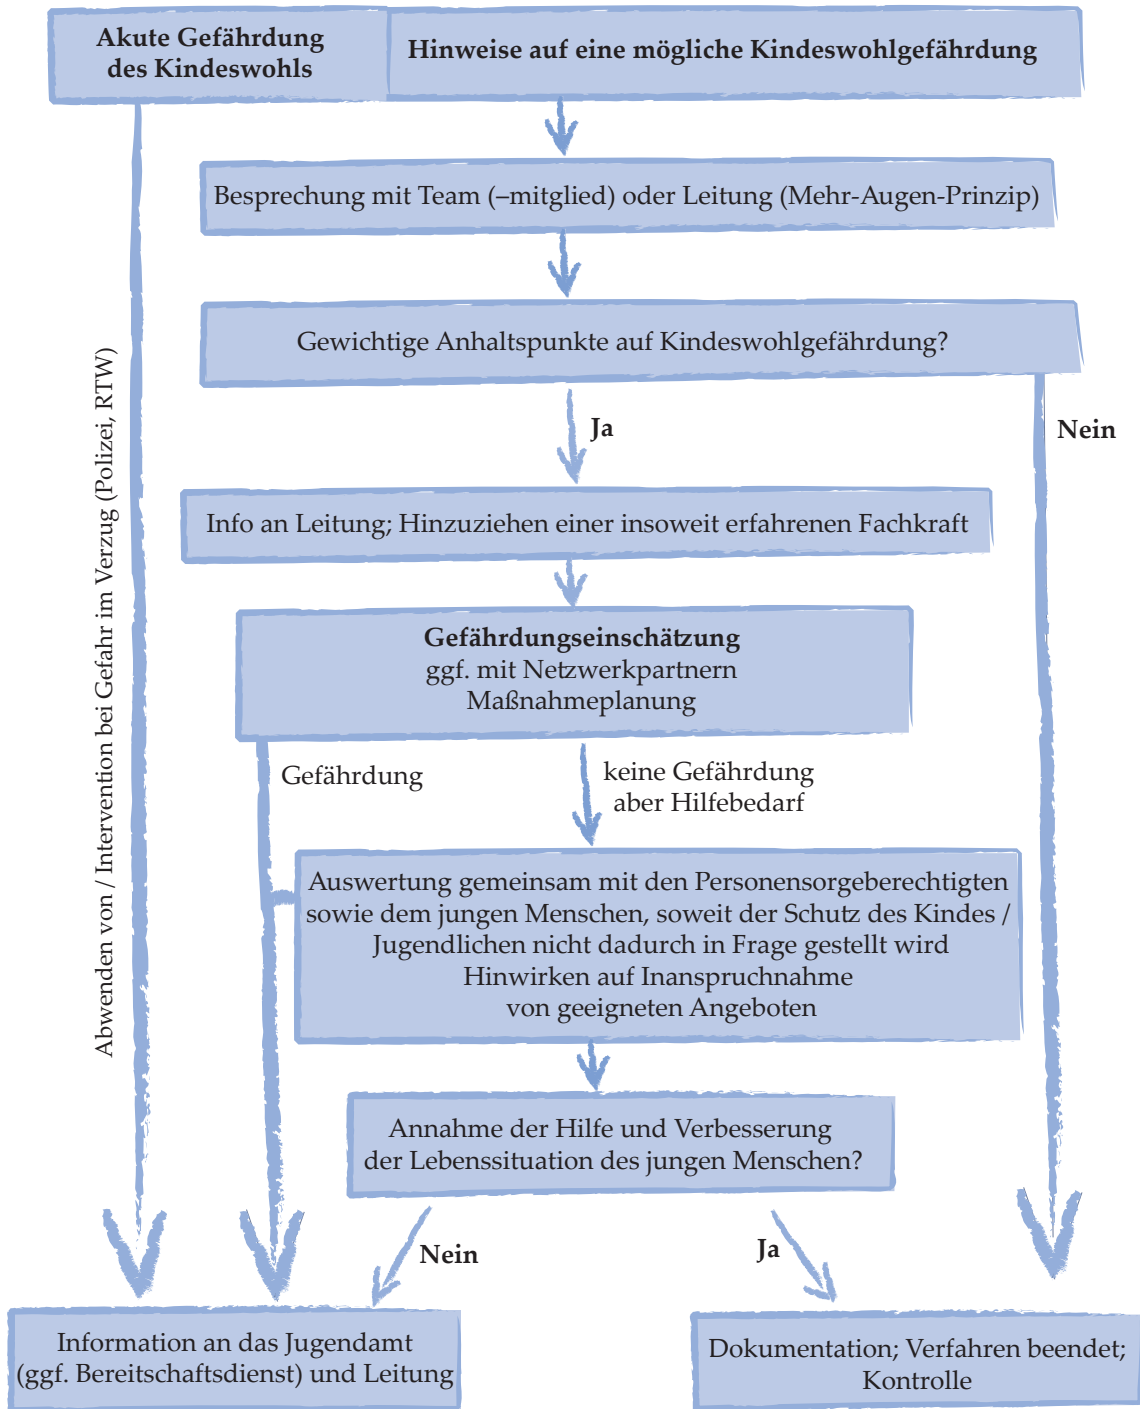 Akute Gefährdung
des Kindeswohls
Hinweise auf eine mögliche Kindeswohlgefährdung
Besprechung mit Team (–mitglied) oder Leitung (Mehr-Augen-Prinzip)
Gewichtige Anhaltspunkte auf Kindeswohlgefährdung?
Ja
Nein
Abwenden von / Intervention bei Gefahr im Verzug (Polizei, RTW)
Info an Leitung; Hinzuziehen einer insoweit erfahrenen Fachkraft
Gefährdungseinschätzung
ggf. mit Netzwerkpartnern
Maßnahmeplanung
Gefährdung
keine Gefährdung
aber Hilfebedarf
Auswertung gemeinsam mit den Personensorgeberechtigten
sowie dem jungen Menschen, soweit der Schutz des Kindes /
Jugendlichen nicht dadurch in Frage gestellt wird
Hinwirken auf Inanspruchnahme
von geeigneten Angeboten
Annahme der Hilfe und Verbesserung
der Lebenssituation des jungen Menschen?
Nein
Ja
Information an das Jugendamt
(ggf. Bereitschaftsdienst) und Leitung
Dokumentation; Verfahren beendet;
Kontrolle